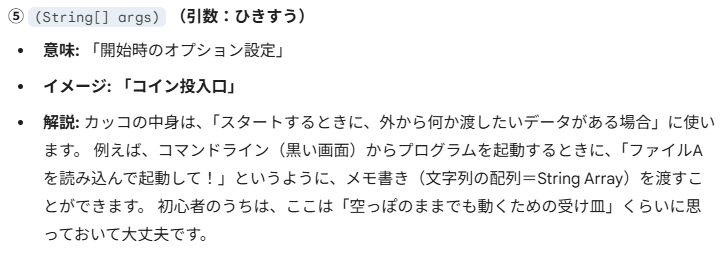 ⑤ (String[] args) （引数：ひきすう）
• 意味: 「開始時のオプション設定」
• イメージ: 「コイン投入口」
• 解説: カッコの中身は、「スタートするときに、外から何か渡したいデータがある場合」に使い
ます。 例えば、コマンドライン（黒い画面）からプログラムを起動するときに、「ファイルA
を読み込んで起動して！」というように、メモ書き（文字列の配列＝String Array）を渡すこ
とができます。 初心者のうちは、ここは「空っぽのままでも動くための受け皿」くらいに思
っておいて大丈夫です。